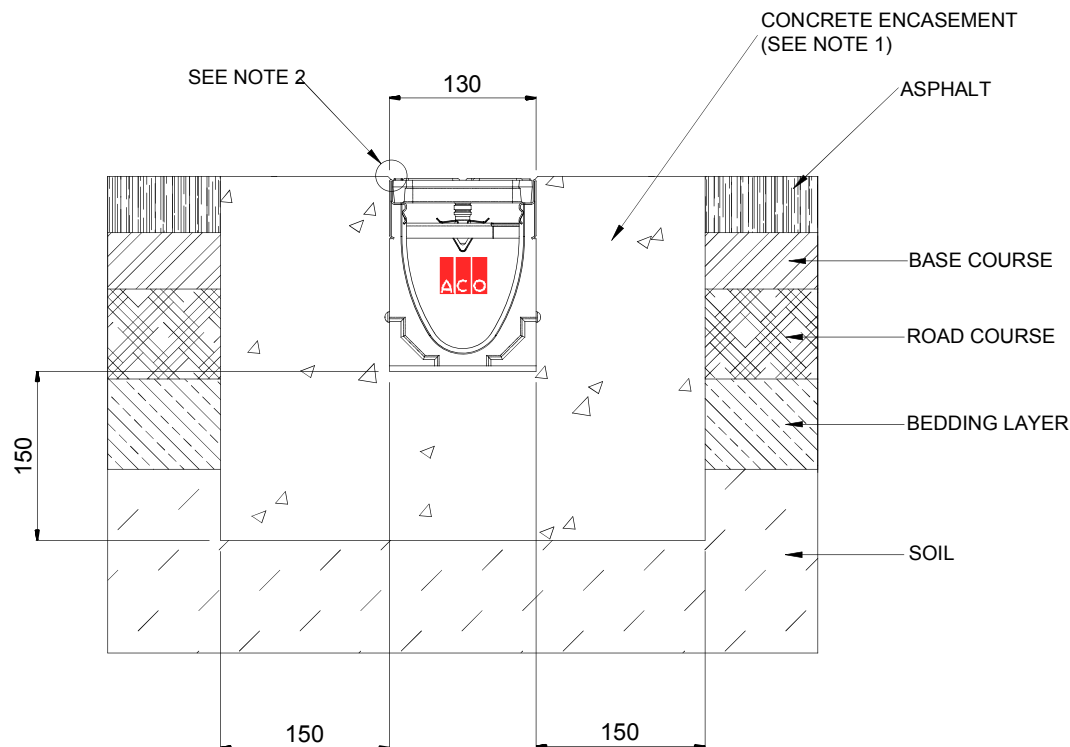 CONCRETE ENCASEMENT
(SEE NOTE 1)
SEE NOTE 2
130
ASPHALT
ACO
BASE COURSE
ROAD COURSE
BEDDING LAYER
150
SOIL
150
150